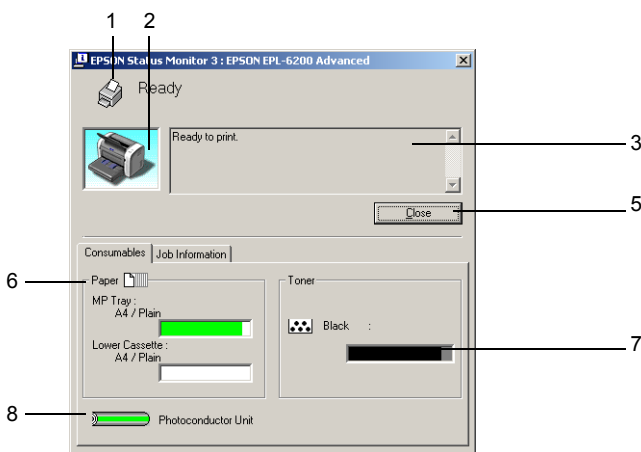 1 2
EPSON Status Monitor 3 : EPSON EPL-6200 Advanced
Ready
Ready to print.
3
Close
5
Consumables Job Information
6
Paper
MP Tray :
A4 / Plain
Lower Cassette :
A4 / Plain
Toner
Black :
7
8
Photoconductor Unit